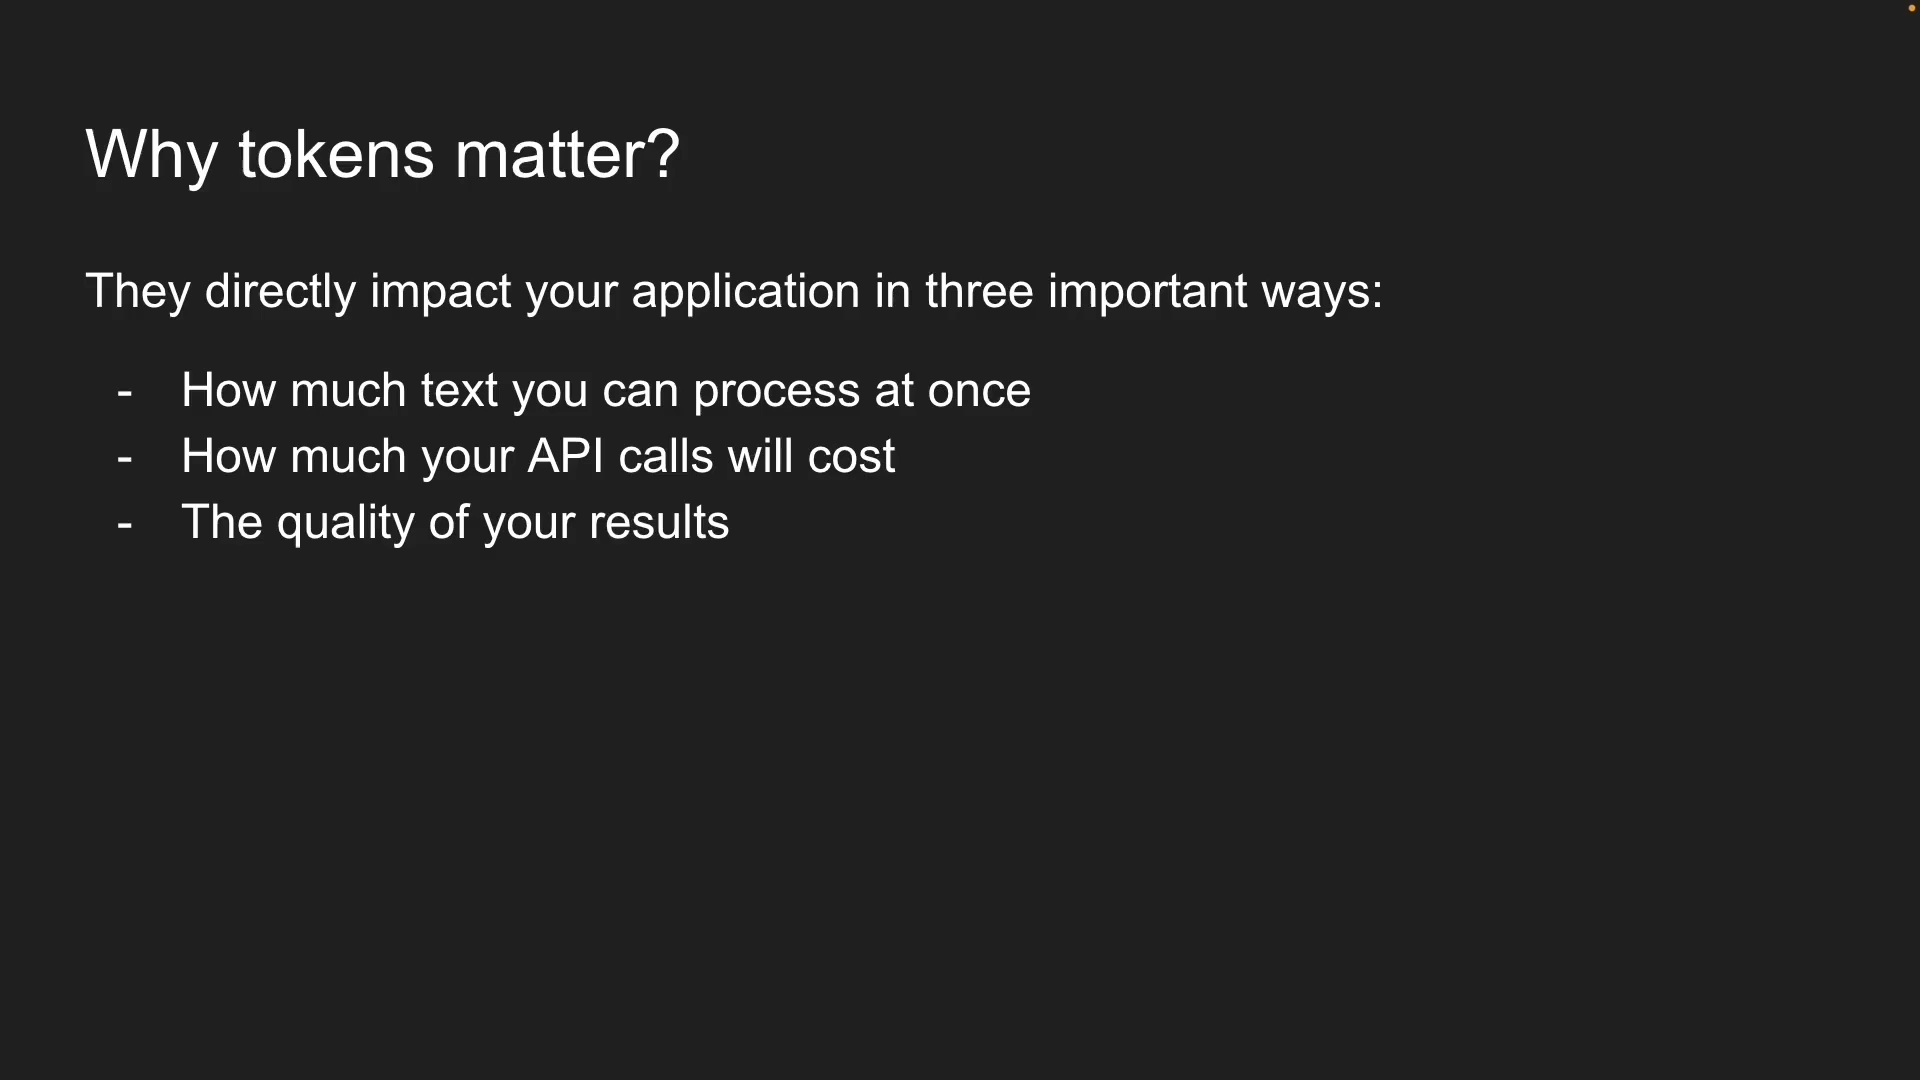 Why tokens matter?
They directly impact your application in three important ways:
- How much text you can process at once
- How much your API calls will cost
- The quality of your results